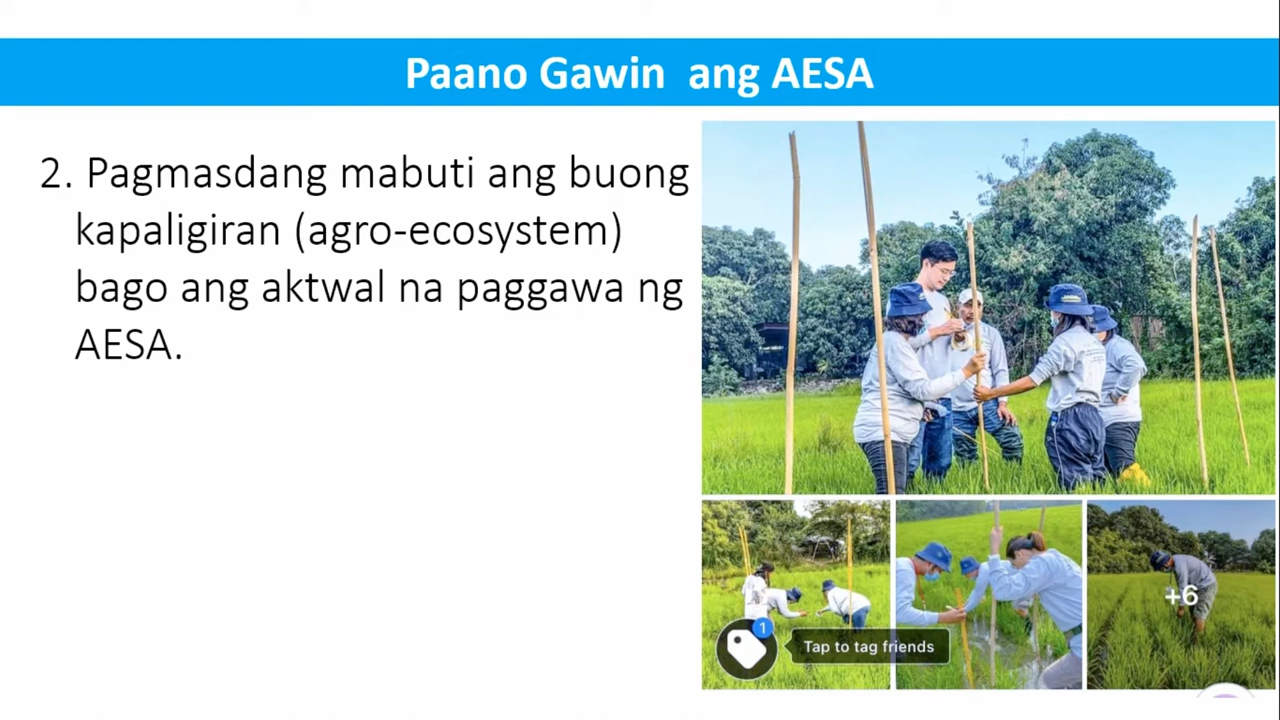 Paano Gawin ang AESA
2. Pagmasdang mabuti ang buong
kapaligiran (agro-ecosystem)
bago ang aktwal na paggawa ng
AESA.
+6
1
Tap to tag friends